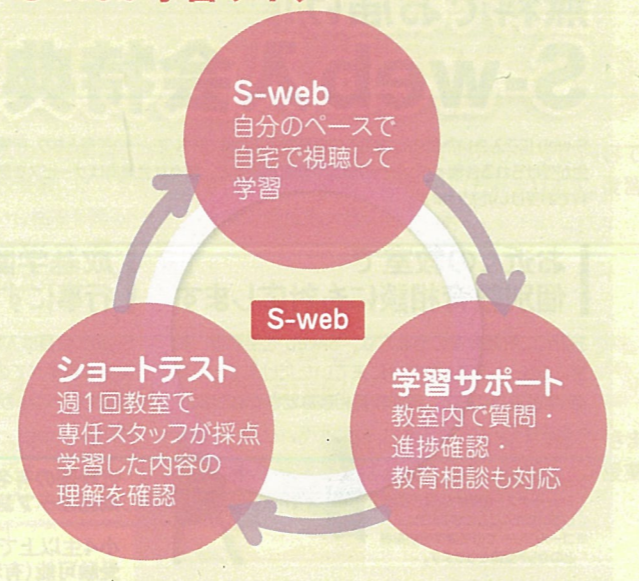 S-web
自分のペースで
自宅で視聴して
学習
S-web
ショートテスト
週1回教室で
専任スタッフが採点
学習した内容の
理解を確認
学習サポート
教室内で質問・
進捗確認・
教育相談も対応